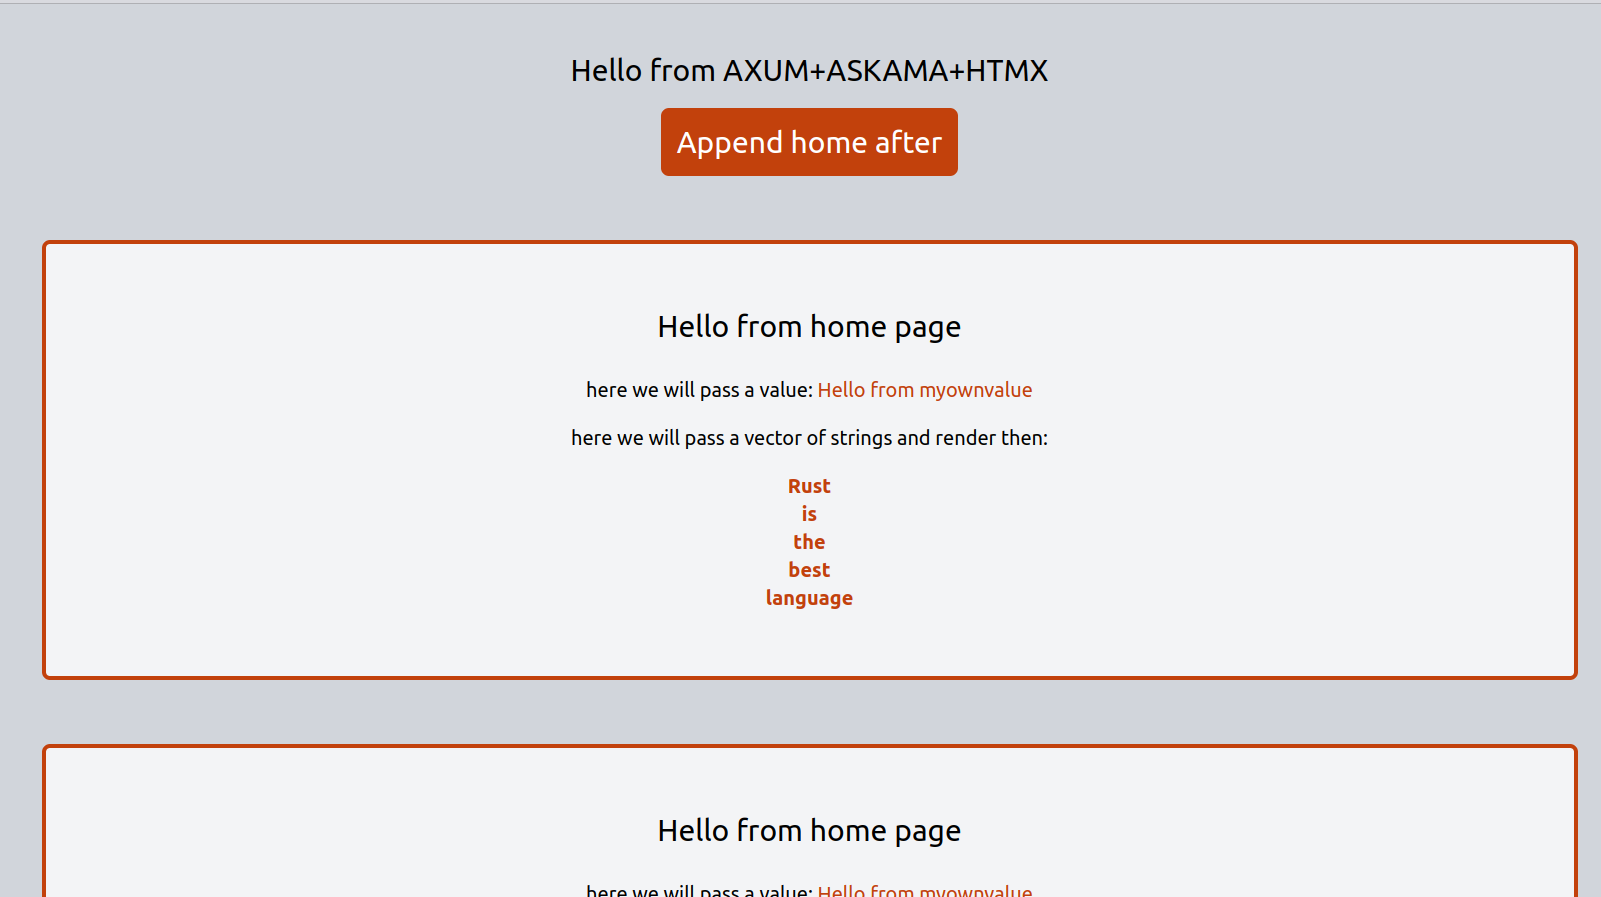 Hello from AXUM+ASKAMA+HTMX
Append home after
Hello from home page
here we will pass a value: Hello from myownvalue
here we will pass a vector of strings and render then:
Rust
is
the
best
language
Hello from home page
here we will pass a value: Hello from myownvalue